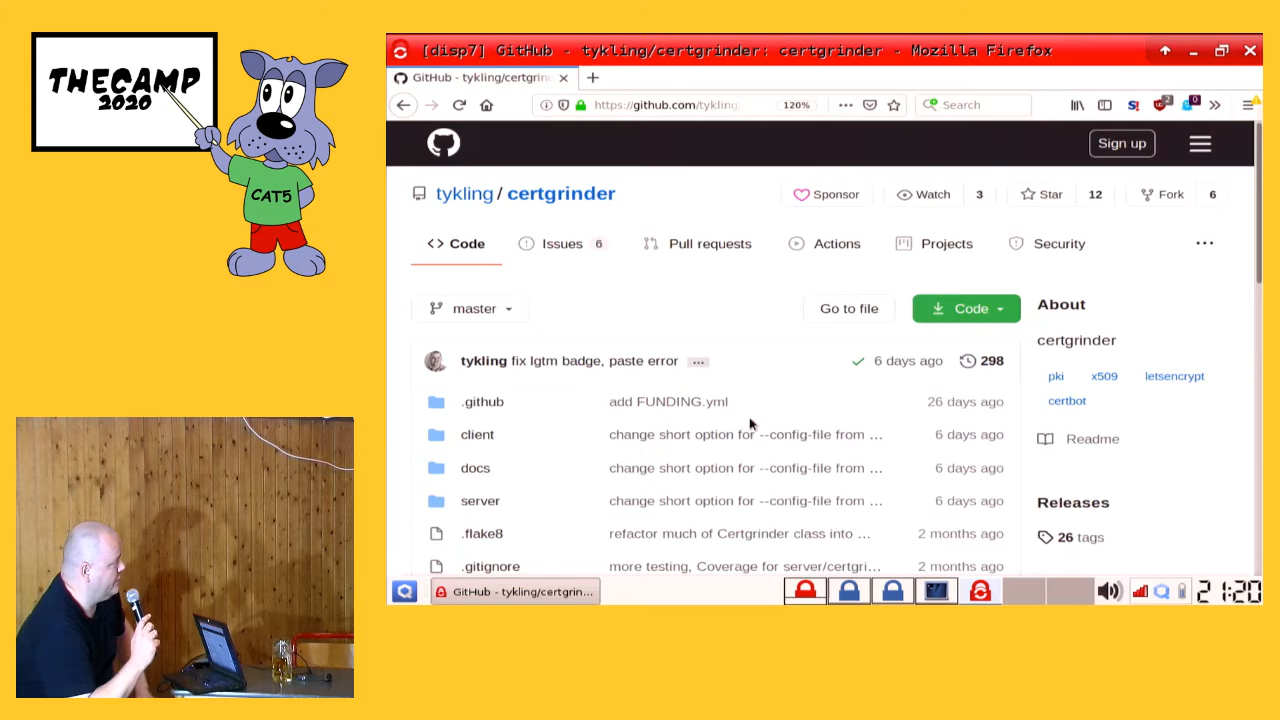 THECAMP
2020
CAT5
[disp7] GitHub - tykling/certgrinder: certgrinder - Mozilla Firefox
GitHub - tykling/certgrin
https://github.com/tykling 120% Search 2 0
Sign up
tykling / certgrinder
Sponsor Watch 3 Star 12 Fork 6
Code Issues 6 Pull requests Actions Projects Security
master Go to file Code
About
certgrinder
pki x509 letsencrypt
certbot
Readme
Releases
26 tags
tykling fix lgtm badge, paste error 6 days ago 298
.github add FUNDING.yml 26 days ago
client change short option for --config-file from … 6 days ago
docs change short option for --config-file from … 6 days ago
server change short option for --config-file from … 6 days ago
.flake8 refactor much of Certgrinder class into … 2 months ago
.gitignore more testing, Coverage for server/certgri… 2 months ago
GitHub - tykling/certgrin... 21:20